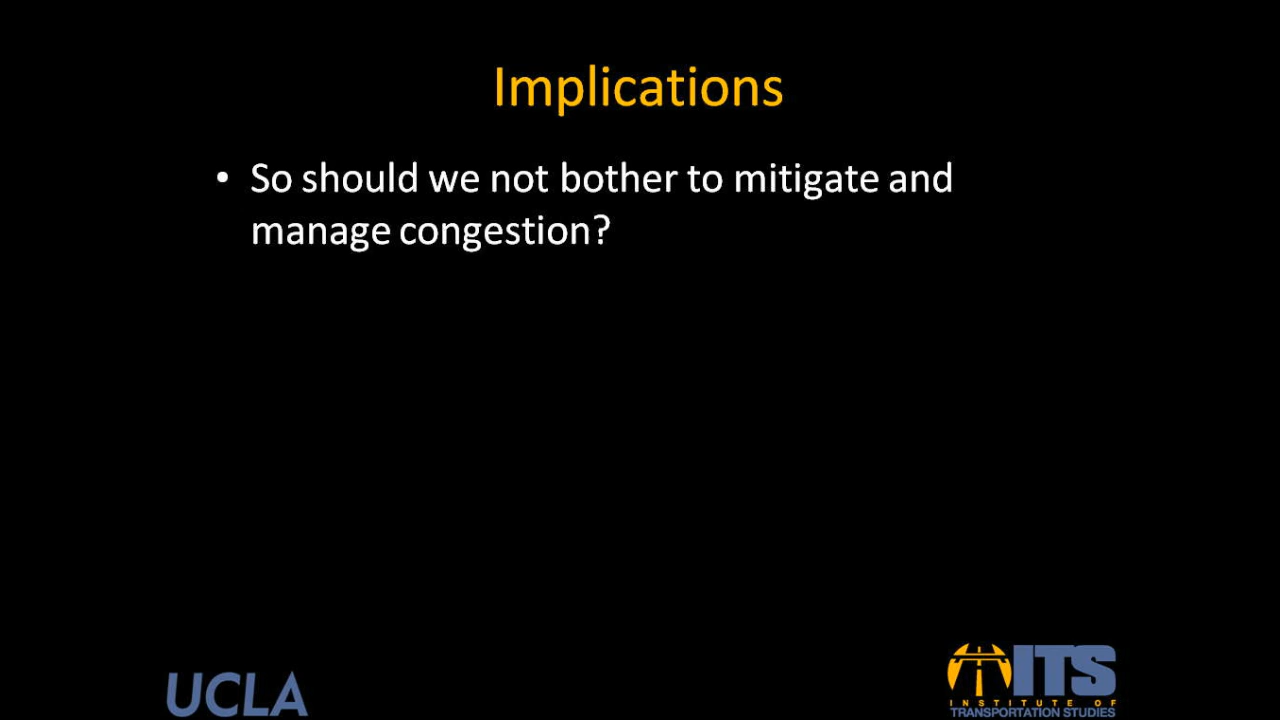 Implications
• So should we not bother to mitigate and
manage congestion?
UCLA
ITS
INSTITUTE OF
TRANSPORTATION STUDIES